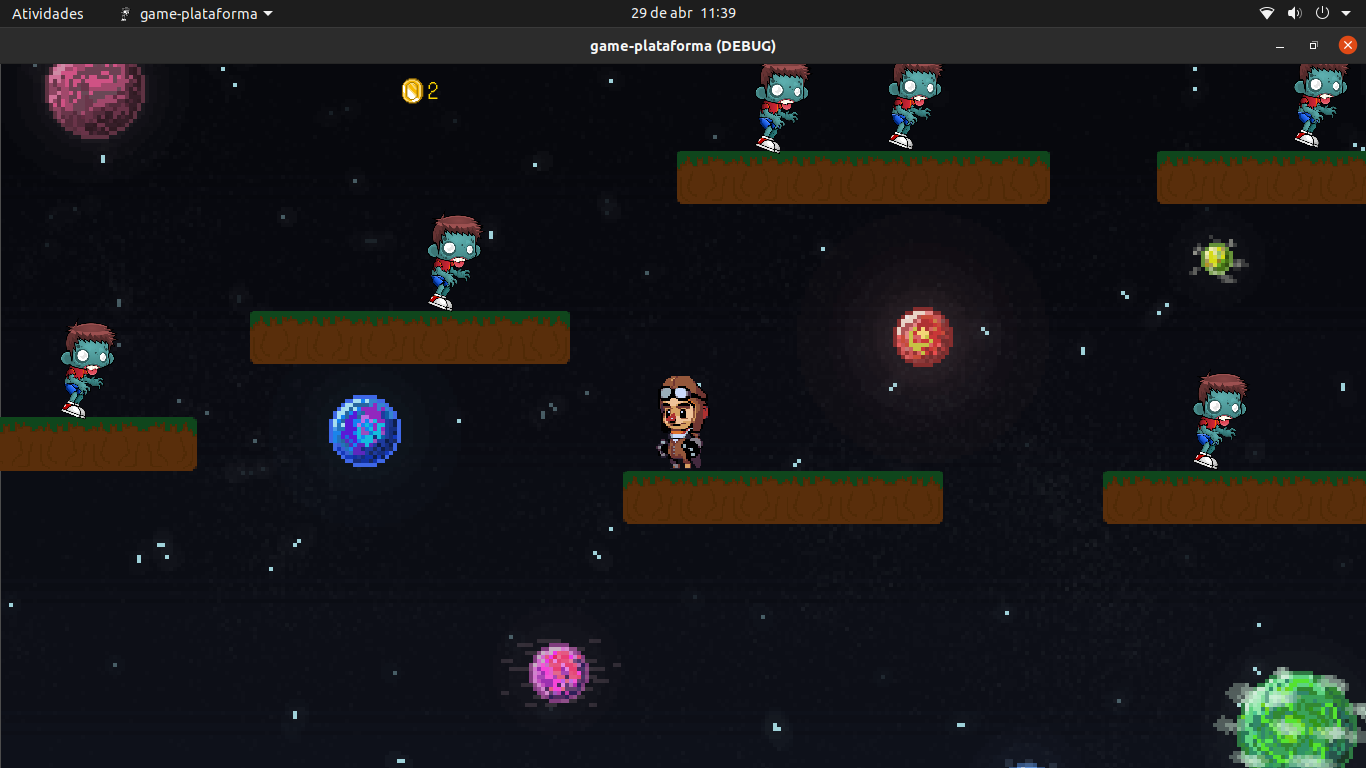 Atividades
game-plataforma
29 de abr 11:39
game-plataforma (DEBUG)
2